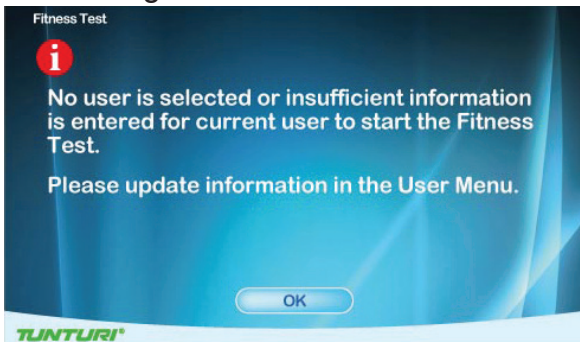 Fitness Test
i
No user is selected or insufficient information
is entered for current user to start the Fitness
Test.
Please update information in the User Menu.
OK
TUNTURI®